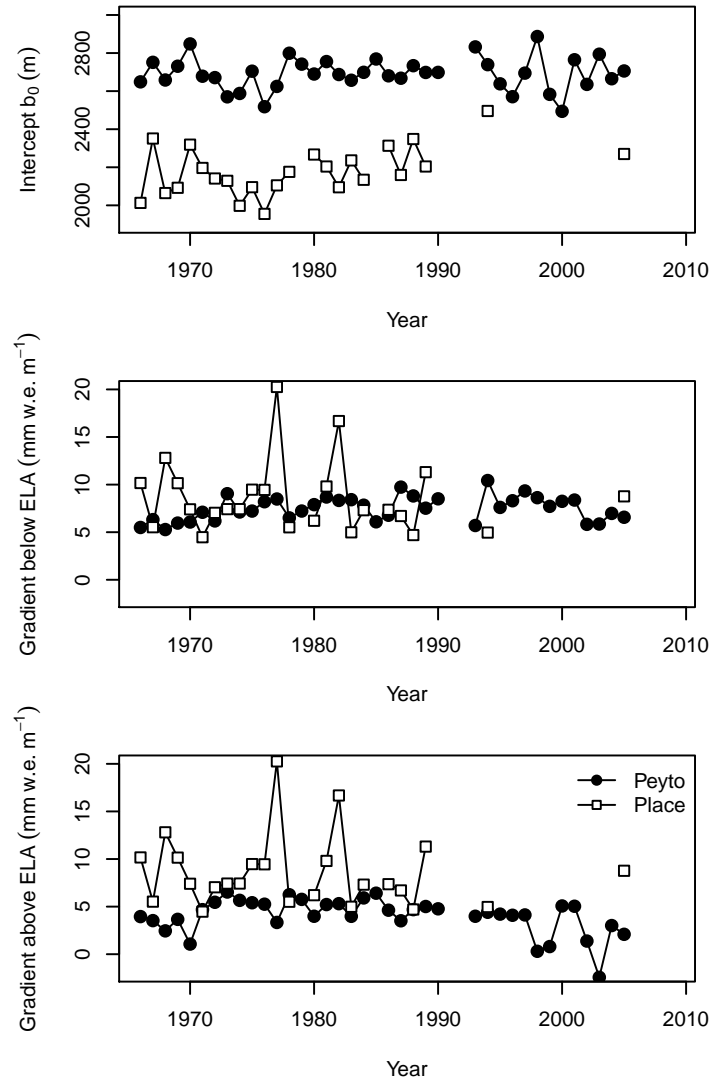 Intercept b₀ (m)
2800
2400
2000
1970 1980 1990 2000 2010
Year
Gradient below ELA (mm w.e. m⁻¹)
20
15
10
5
0
1970 1980 1990 2000 2010
Year
Gradient above ELA (mm w.e. m⁻¹)
20
15
10
5
0
Peyto
Place
1970 1980 1990 2000 2010
Year